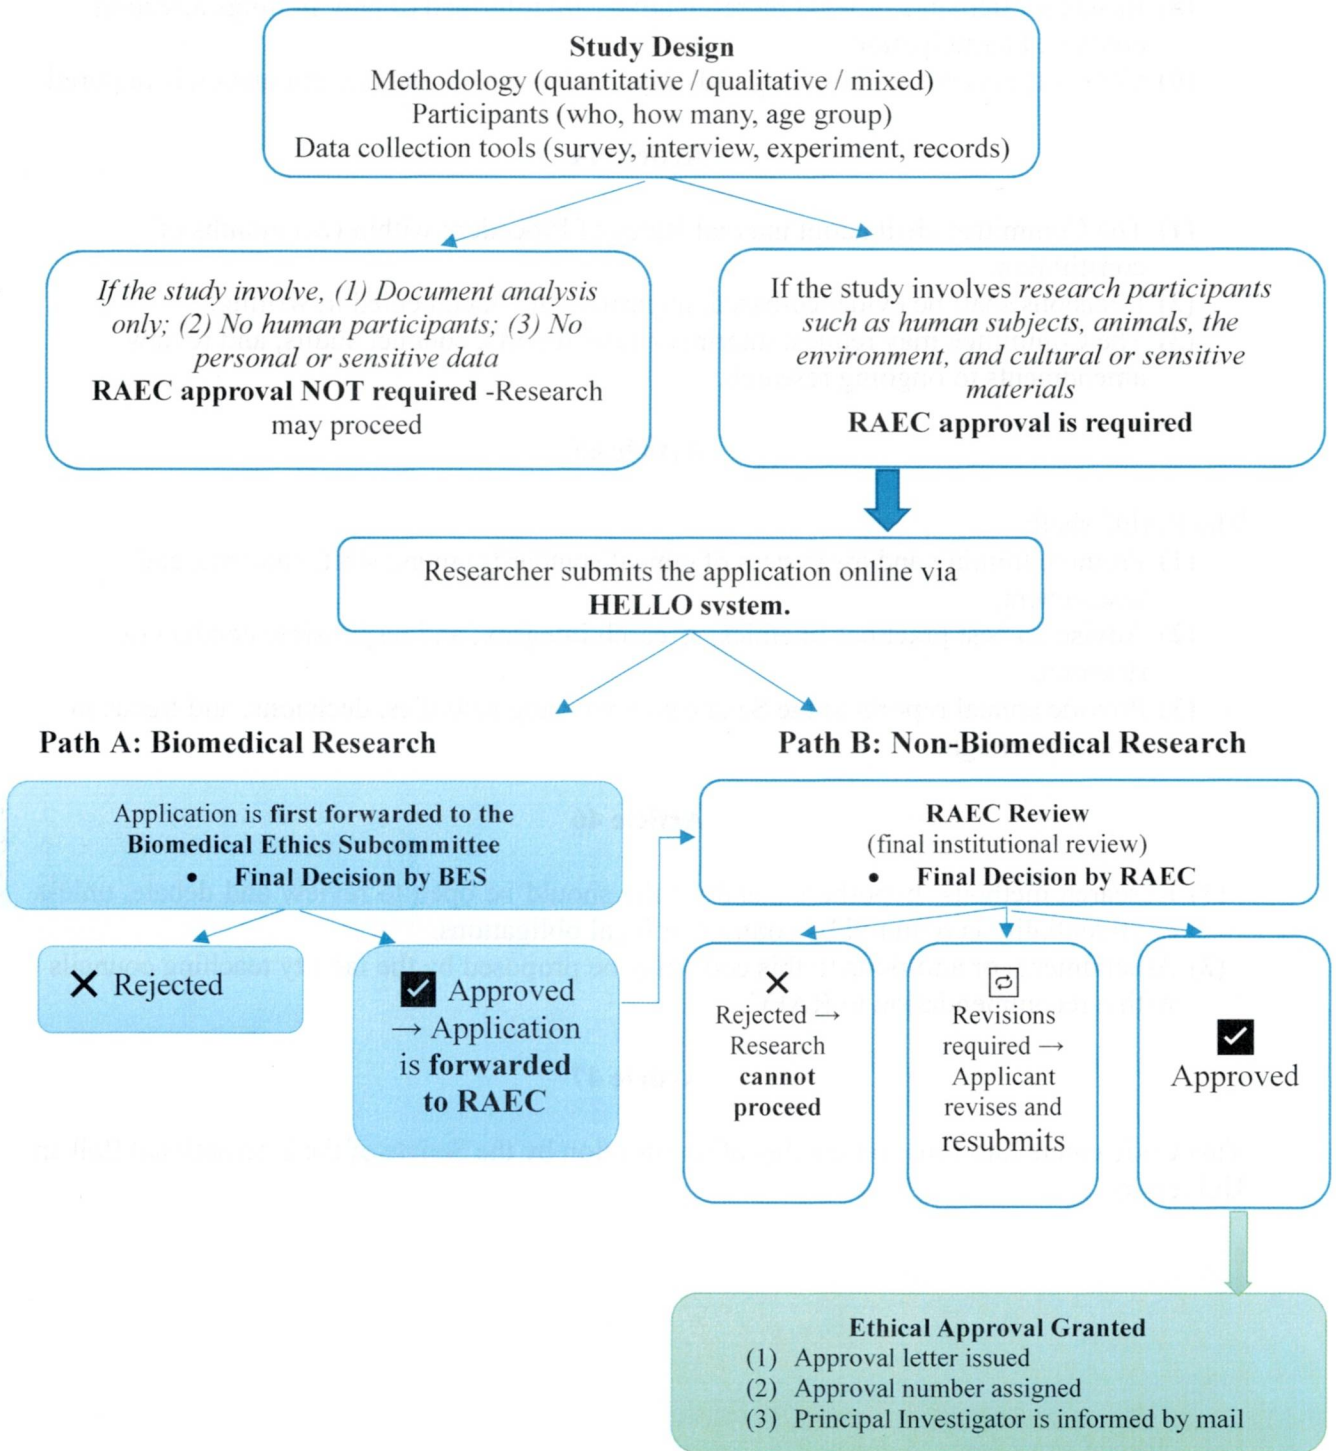 Study Design
Methodology (quantitative / qualitative / mixed)
Participants (who, how many, age group)
Data collection tools (survey, interview, experiment, records)
If the study involve, (1) Document analysis
only; (2) No human participants; (3) No
personal or sensitive data
RAEC approval NOT required -Research
may proceed
If the study involves research participants
such as human subjects, animals, the
environment, and cultural or sensitive
materials
RAEC approval is required
Researcher submits the application online via
HELLO system.
Path A: Biomedical Research
Path B: Non-Biomedical Research
Application is first forwarded to the
Biomedical Ethics Subcommittee
• Final Decision by BES
RAEC Review
(final institutional review)
• Final Decision by RAEC
Rejected
Approved
→ Application
is forwarded
to RAEC
Rejected →
Research
cannot
proceed
Revisions
required →
Applicant
revises and
resubmits
Approved
Ethical Approval Granted
(1) Approval letter issued
(2) Approval number assigned
(3) Principal Investigator is informed by mail